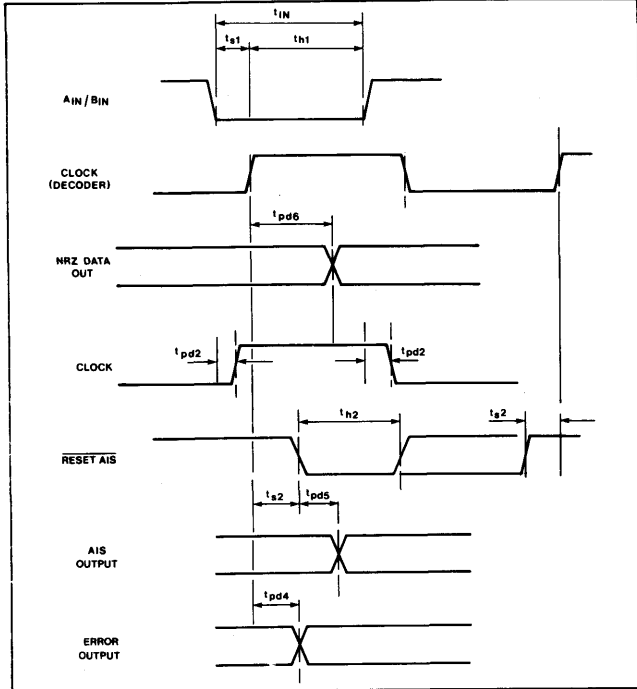 tIN
ts1
th1
AIN/BIN
CLOCK
(DECODER)
tpd6
NRZ DATA
OUT
tpd2
tpd2
CLOCK
th2
ts2
RESET AIS
ts2
tpd5
AIS
OUTPUT
tpd4
ERROR
OUTPUT